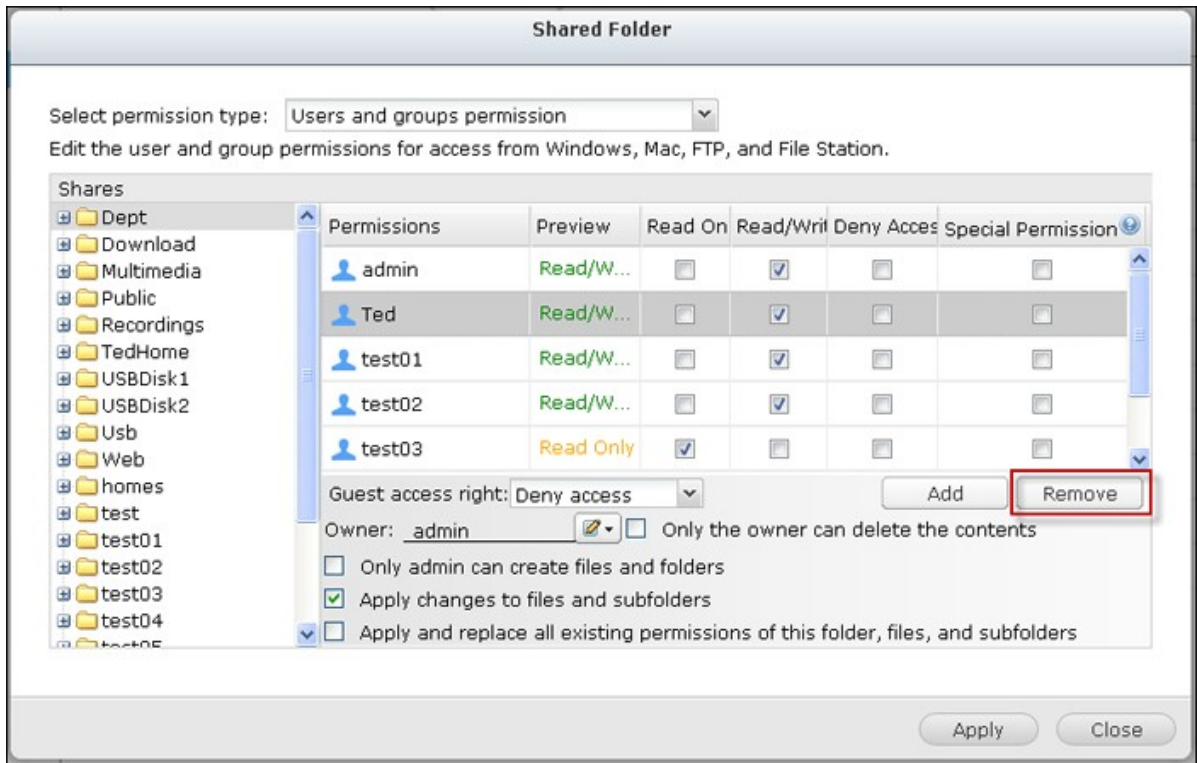 Shared Folder
Select permission type: Users and groups permission
Edit the user and group permissions for access from Windows, Mac, FTP, and File Station.
Shares
Dept
Download
Multimedia
Public
Recordings
TedHome
USBDisk1
USBDisk2
Usb
Web
homes
test
test01
test02
test03
test04
Permissions Preview Read On Read/Writ Deny Acces Special Permission
admin Read/W...
Ted Read/W...
test01 Read/W...
test02 Read/W...
test03 Read Only
Guest access right: Deny access Add Remove
Owner: admin Only the owner can delete the contents
Only admin can create files and folders
Apply changes to files and subfolders
Apply and replace all existing permissions of this folder, files, and subfolders
Apply Close